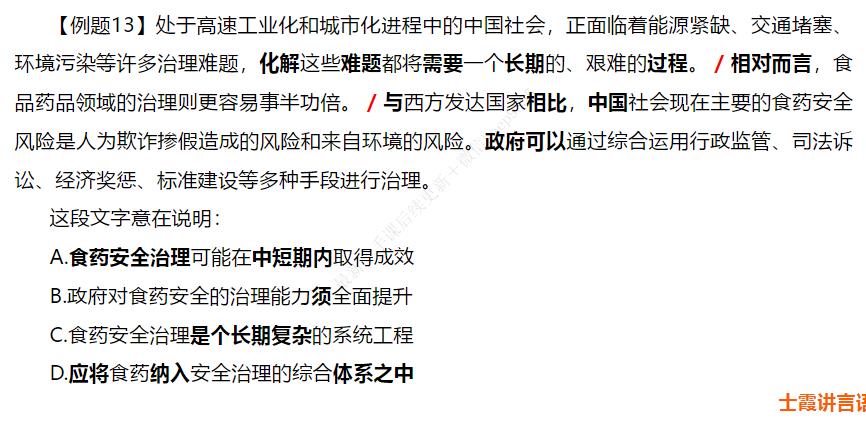 【例题13】处于高速工业化和城市化进程中的中国社会，正面临着能源紧缺、交通堵塞、
环境污染等许多治理难题，化解这些难题都将需要一个长期的、艰难的过程。/相对而言，食
品药品领域的治理则更容易事半功倍。/与西方发达国家相比，中国社会现在主要的食药安全
风险是人为欺诈掺假造成的风险和来自环境的风险。政府可以通过综合运用行政监管、司法诉
讼、经济奖惩、标准建设等多种手段进行治理。
这段文字意在说明：
A.食药安全治理可能在中短期内取得成效
B.政府对食药安全的治理能力须全面提升
C.食药安全治理是个长期复杂的系统工程
D.应将食药纳入安全治理的综合体系之中
士霞讲言语